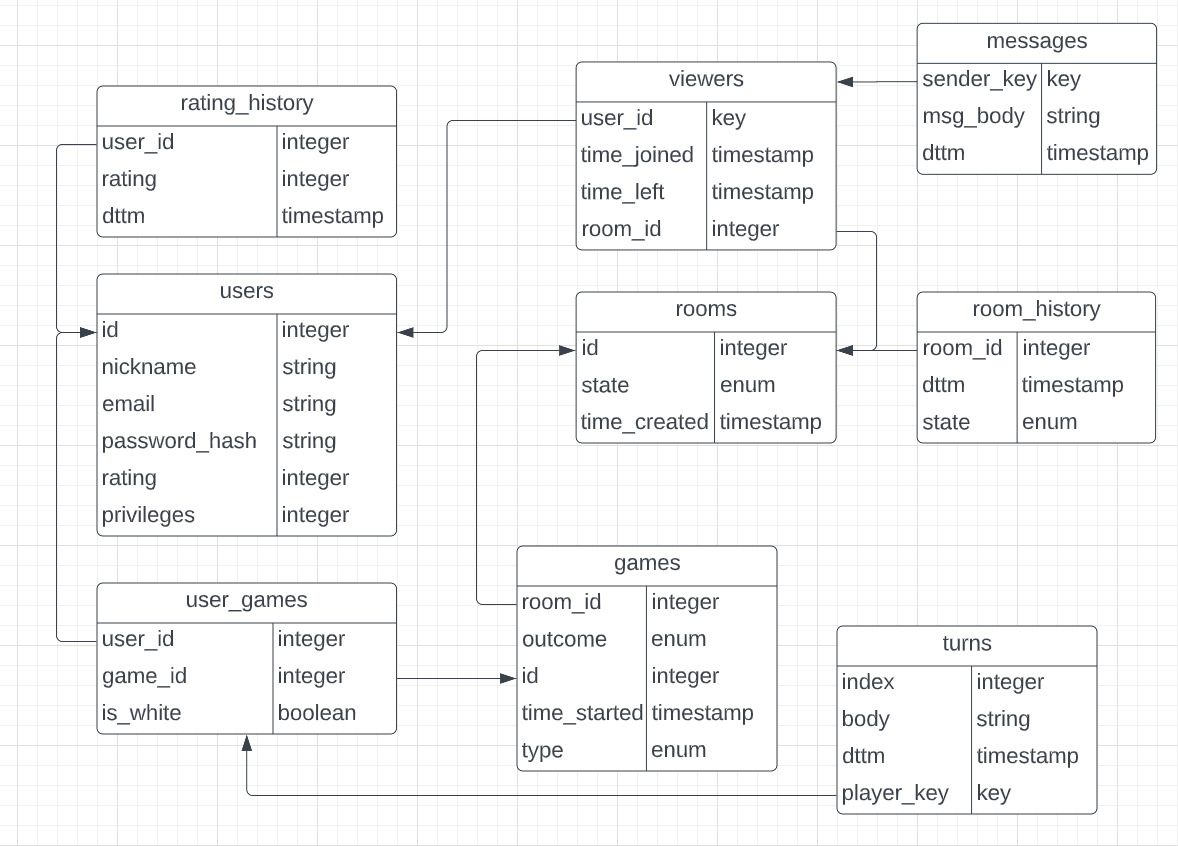 rating_history
user_id integer
rating integer
dttm timestamp
users
id integer
nickname string
email string
password_hash string
rating integer
privileges integer
user_games
user_id integer
game_id integer
is_white boolean
viewers
user_id key
time_joined timestamp
time_left timestamp
room_id integer
rooms
id integer
state enum
time_created timestamp
games
room_id integer
outcome enum
id integer
time_started timestamp
type enum
messages
sender_key key
msg_body string
dttm timestamp
room_history
room_id integer
dttm timestamp
state enum
turns
index integer
body string
dttm timestamp
player_key key